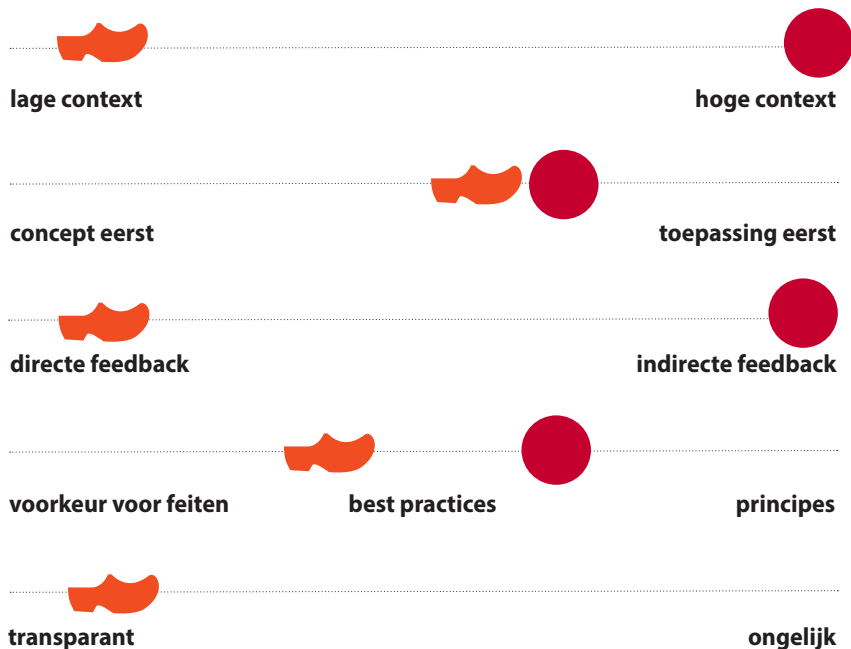 lage context hoge context
concept eerst toepassing eerst
directe feedback indirecte feedback
voorkeur voor feiten best practices principes
transparant ongelijk